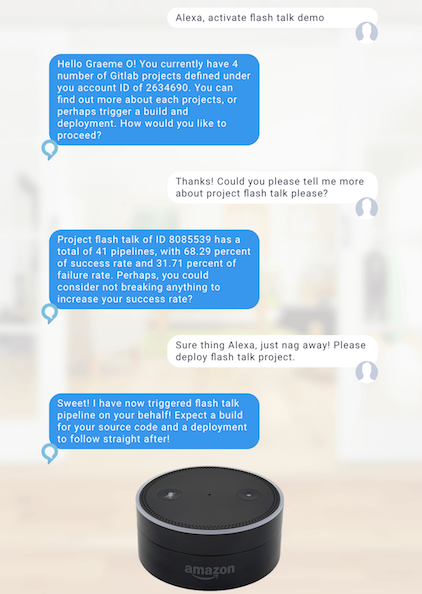 Alexa, activate flash talk demo
Hello Graeme O! You currently have 4
number of Gitlab projects defined under
you account ID of 2634690. You can
find out more about each projects, or
perhaps trigger a build and
deployment. How would you like to
proceed?
Thanks! Could you please tell me more
about project flash talk please?
Project flash talk of ID 8085539 has a
total of 41 pipelines, with 68.29 percent
of success rate and 31.71 percent of
failure rate. Perhaps, you could
consider not breaking anything to
increase your success rate?
Sure thing Alexa, just nag away! Please
deploy flash talk project.
Sweet! I have now triggered flash talk
pipeline on your behalf! Expect a build
for your source code and a deployment
to follow straight after!
amazon